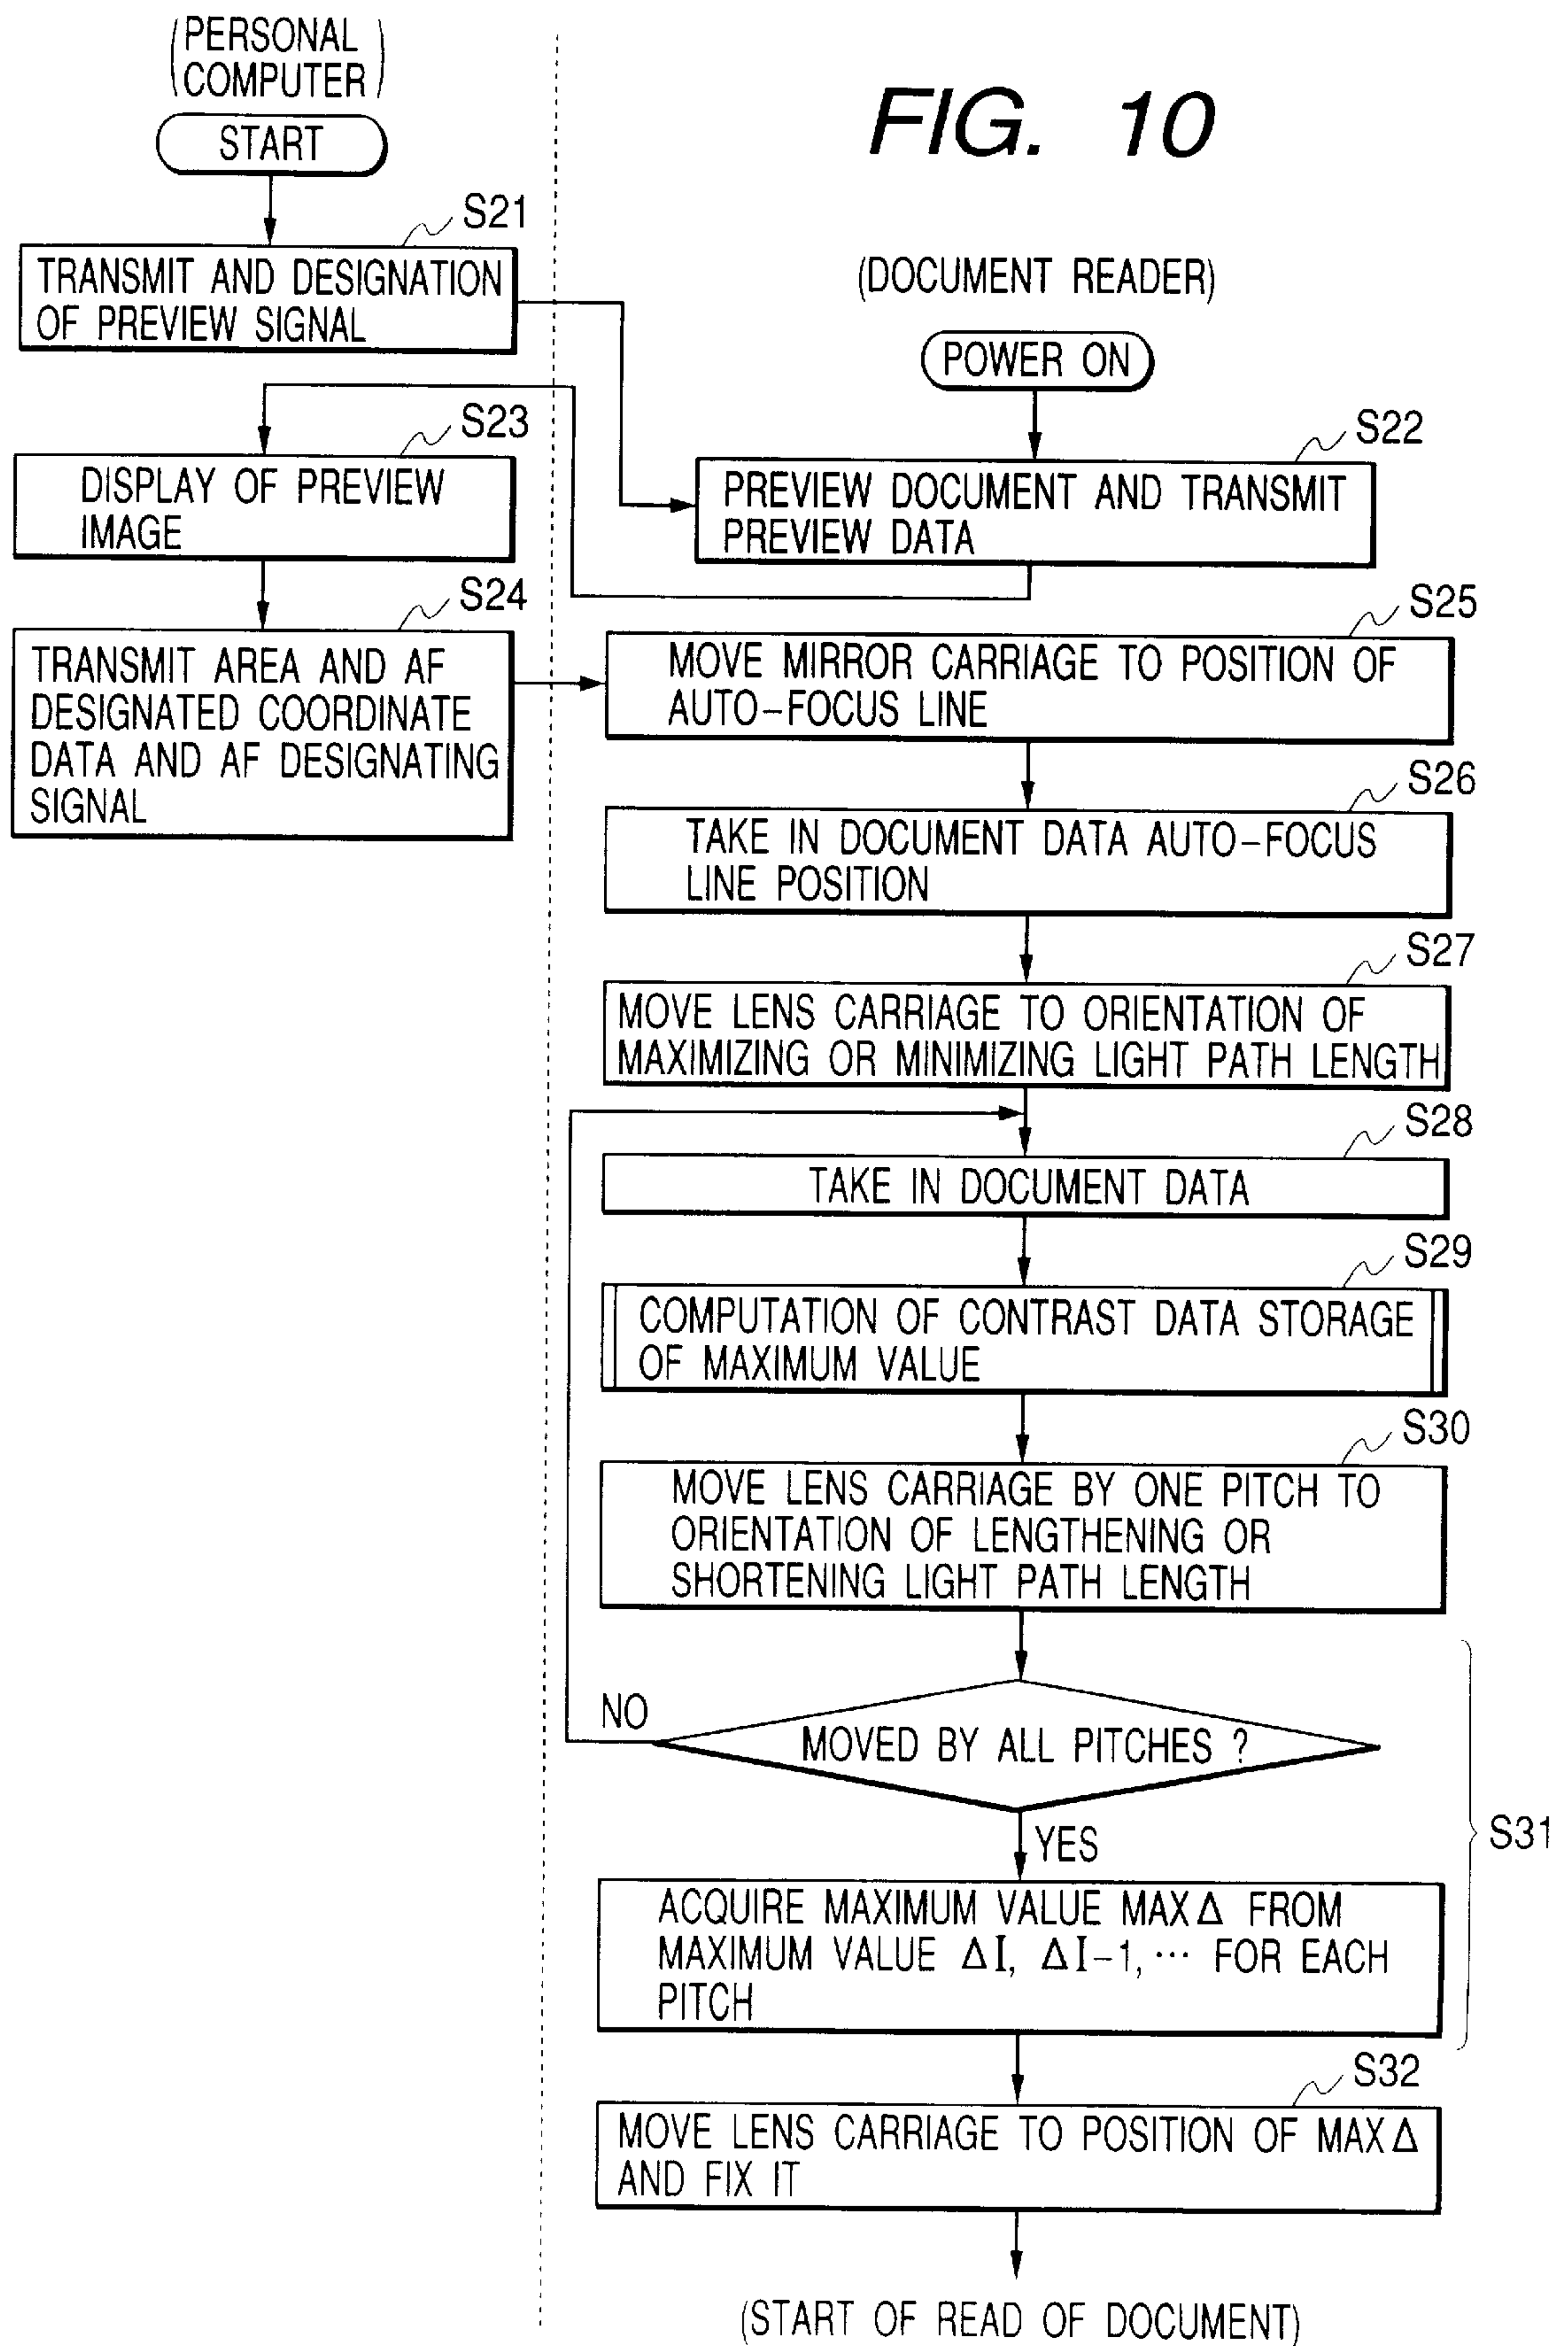 (PERSONAL
COMPUTER)
START
S21
TRANSMIT AND DESIGNATION
OF PREVIEW SIGNAL
S23
DISPLAY OF PREVIEW
IMAGE
S24
TRANSMIT AREA AND AF
DESIGNATED COORDINATE
DATA AND AF DESIGNATING
SIGNAL
FIG. 10
(DOCUMENT READER)
POWER ON
S22
PREVIEW DOCUMENT AND TRANSMIT
PREVIEW DATA
S25
MOVE MIRROR CARRIAGE TO POSITION OF
AUTO-FOCUS LINE
S26
TAKE IN DOCUMENT DATA AUTO-FOCUS
LINE POSITION
S27
MOVE LENS CARRIAGE TO ORIENTATION OF
MAXIMIZING OR MINIMIZING LIGHT PATH LENGTH
S28
TAKE IN DOCUMENT DATA
S29
COMPUTATION OF CONTRAST DATA STORAGE
OF MAXIMUM VALUE
S30
MOVE LENS CARRIAGE BY ONE PITCH TO
ORIENTATION OF LENGTHENING OR
SHORTENING LIGHT PATH LENGTH
NO
MOVED BY ALL PITCHES ?
YES
S31
ACQUIRE MAXIMUM VALUE MAXΔ FROM
MAXIMUM VALUE ΔI, ΔI-1, ··· FOR EACH
PITCH
S32
MOVE LENS CARRIAGE TO POSITION OF MAXΔ
AND FIX IT
(START OF READ OF DOCUMENT)